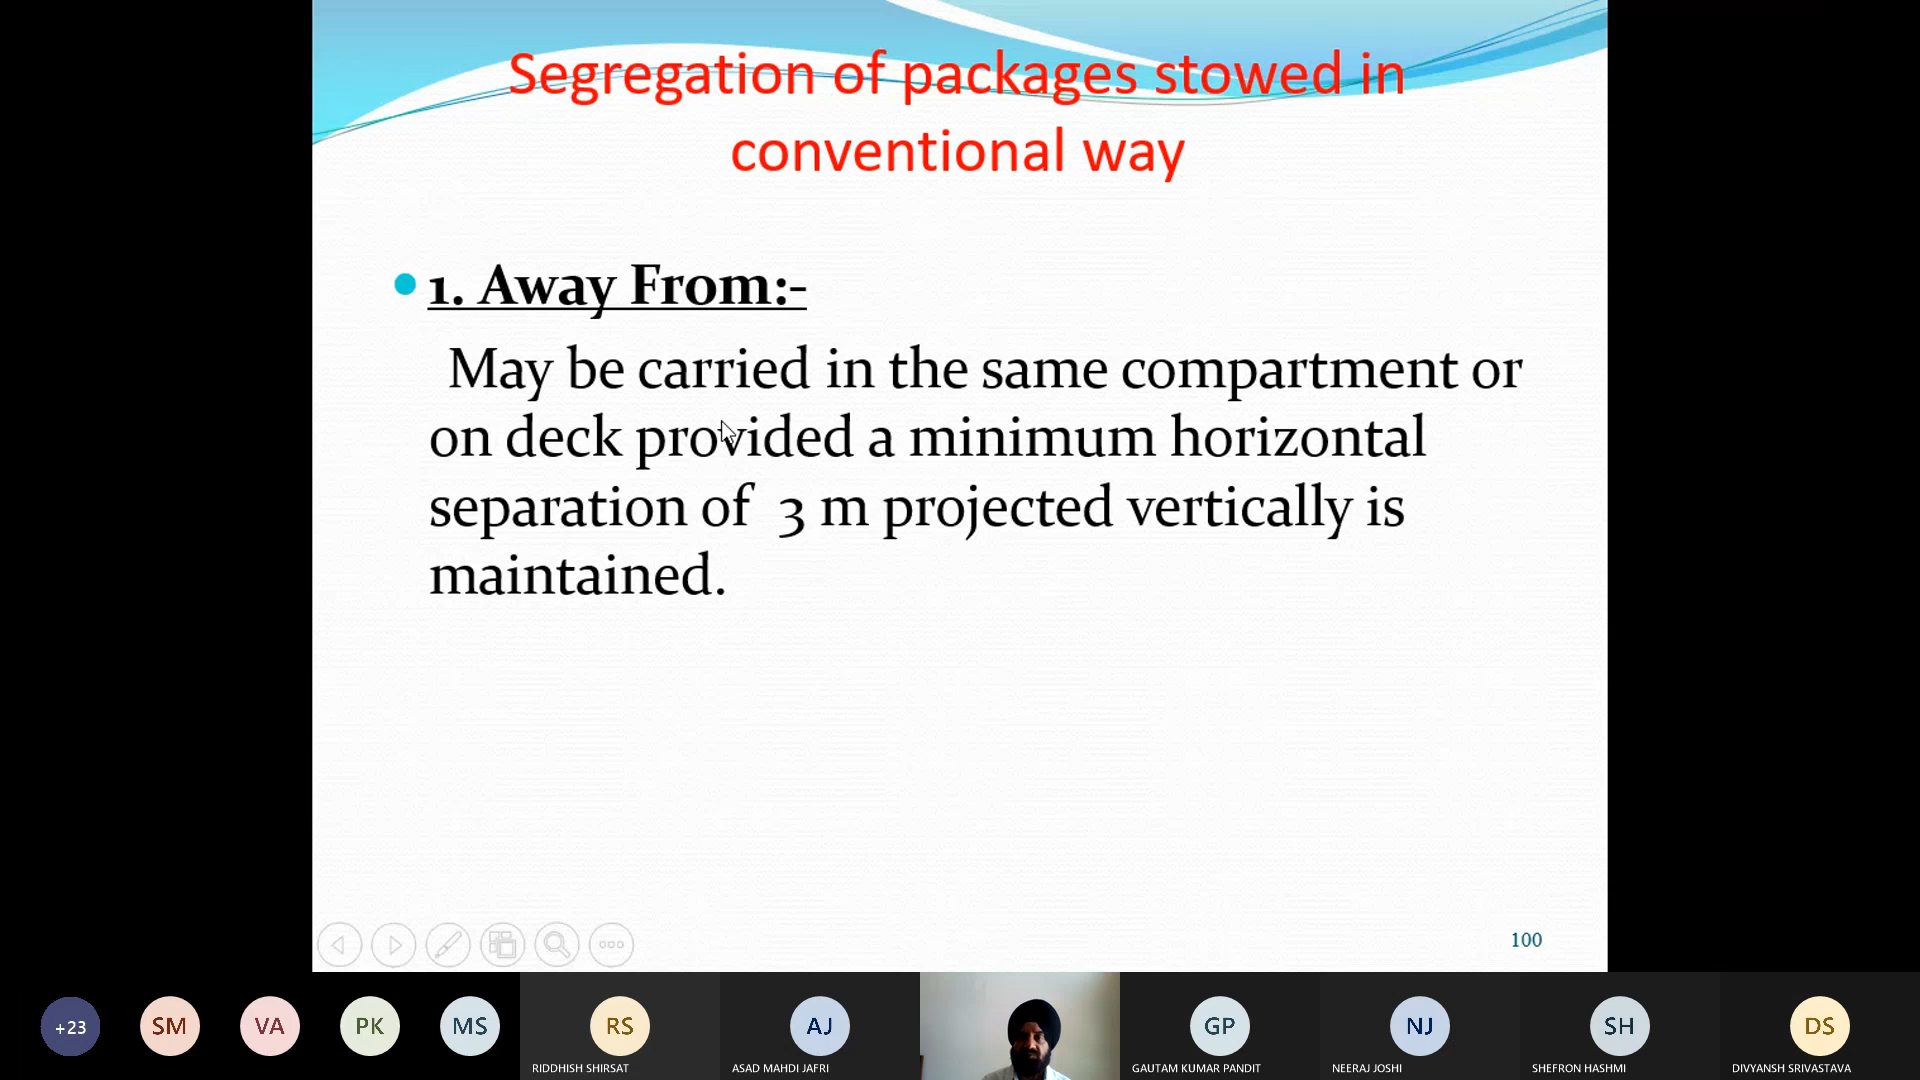 Segregation of packages stowed in
conventional way
1. Away From:-
May be carried in the same compartment or
on deck provided a minimum horizontal
separation of 3 m projected vertically is
maintained.
100
+23
SM
VA
PK
MS
RS
AJ
GP
NJ
SH
DS
RIDDHISH SHIRSAT
ASAD MAHDI JAFRI
GAUTAM KUMAR PANDIT
NEERAJ JOSHI
SHEFRON HASHMI
DIVYANSH SRIVASTAVA